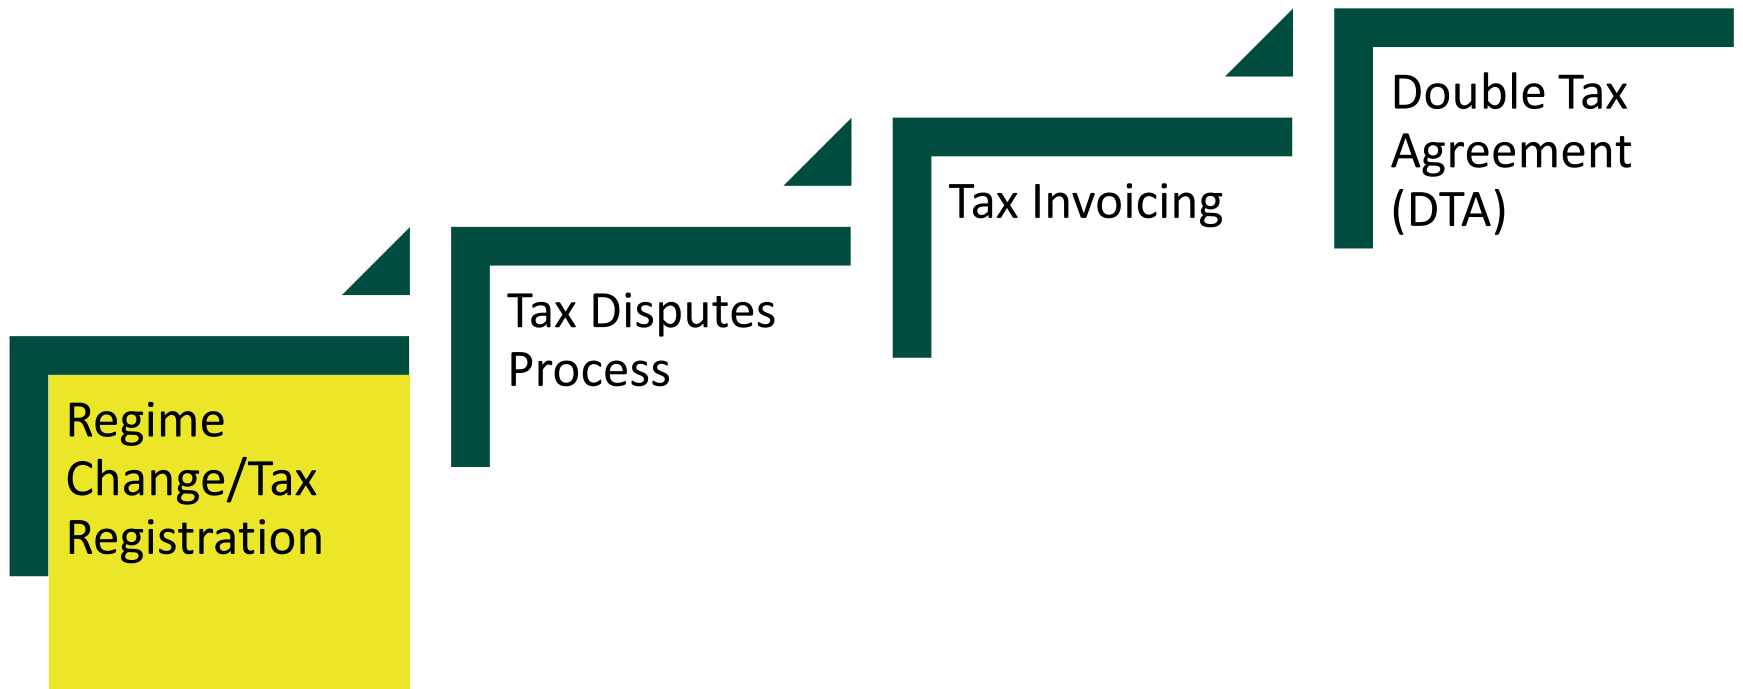 Regime
Change/Tax
Registration
Tax Disputes
Process
Tax Invoicing
Double Tax
Agreement
(DTA)